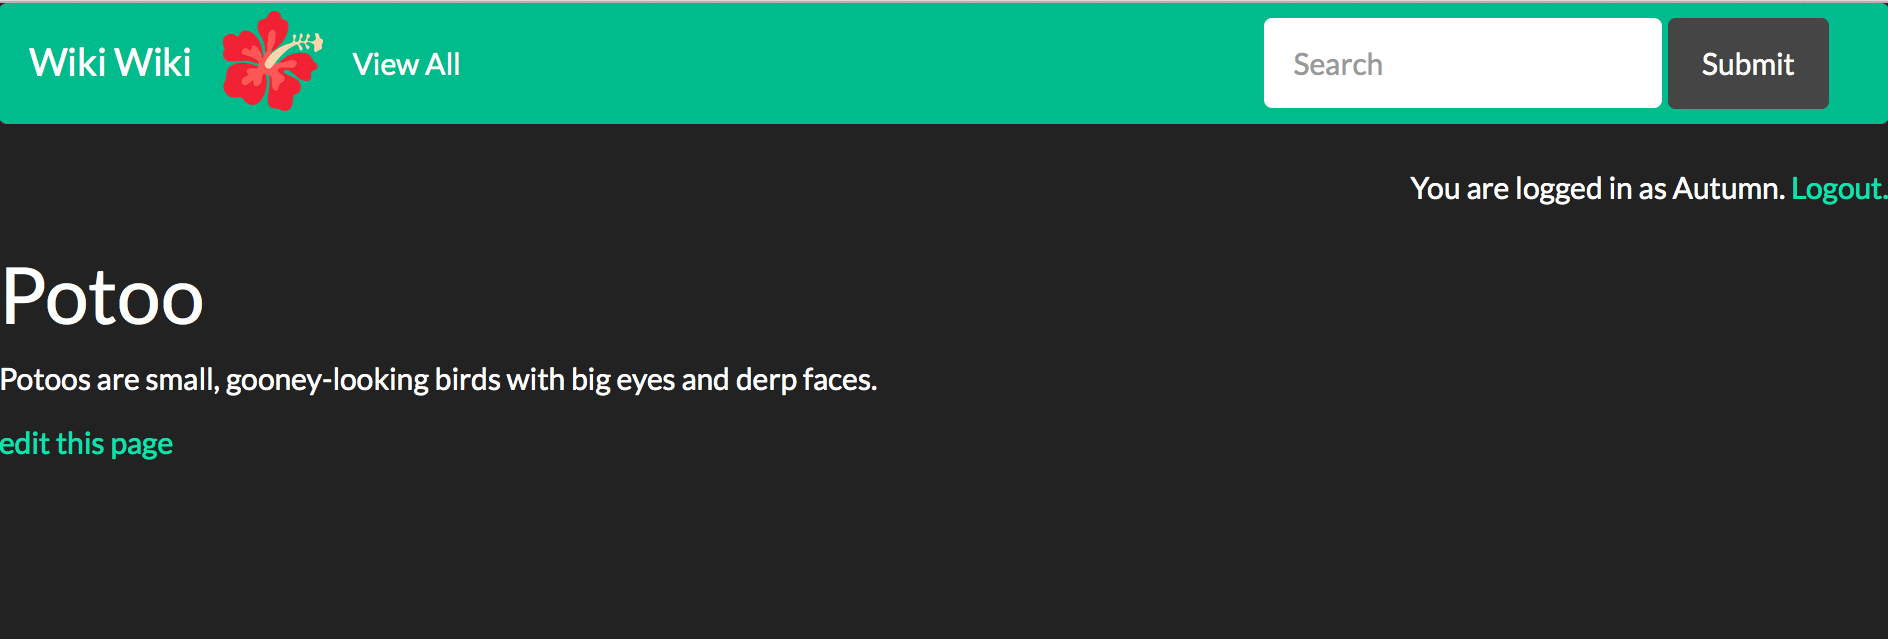 Wiki Wiki View All Search Submit
You are logged in as Autumn. Logout.
Potoo
Potoos are small, gooney-looking birds with big eyes and derp faces.
edit this page